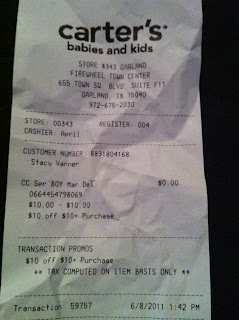 carter's
babies and kids
STORE #343 GARLAND
FIREWHEEL TOWN CENTER
655 TOWN SQ. BLVD. SUITE F11
GARLAND, TX 75040
972-675-2030
STORE: 00343 REGISTER: 004
CASHIER: April
CUSTOMER NUMBER: 8891804168
Stacy Varner
CC Ser BOY Mar Del $0.00
0664454798069
$10.00 - $10.00
$10 off $10+ Purchase
TRANSACTION PROMOS
$10 off $10+ Purchase
** TAX COMPUTED ON ITEM BASIS ONLY **
Transaction: 59757 6/8/2011 1:42 PM